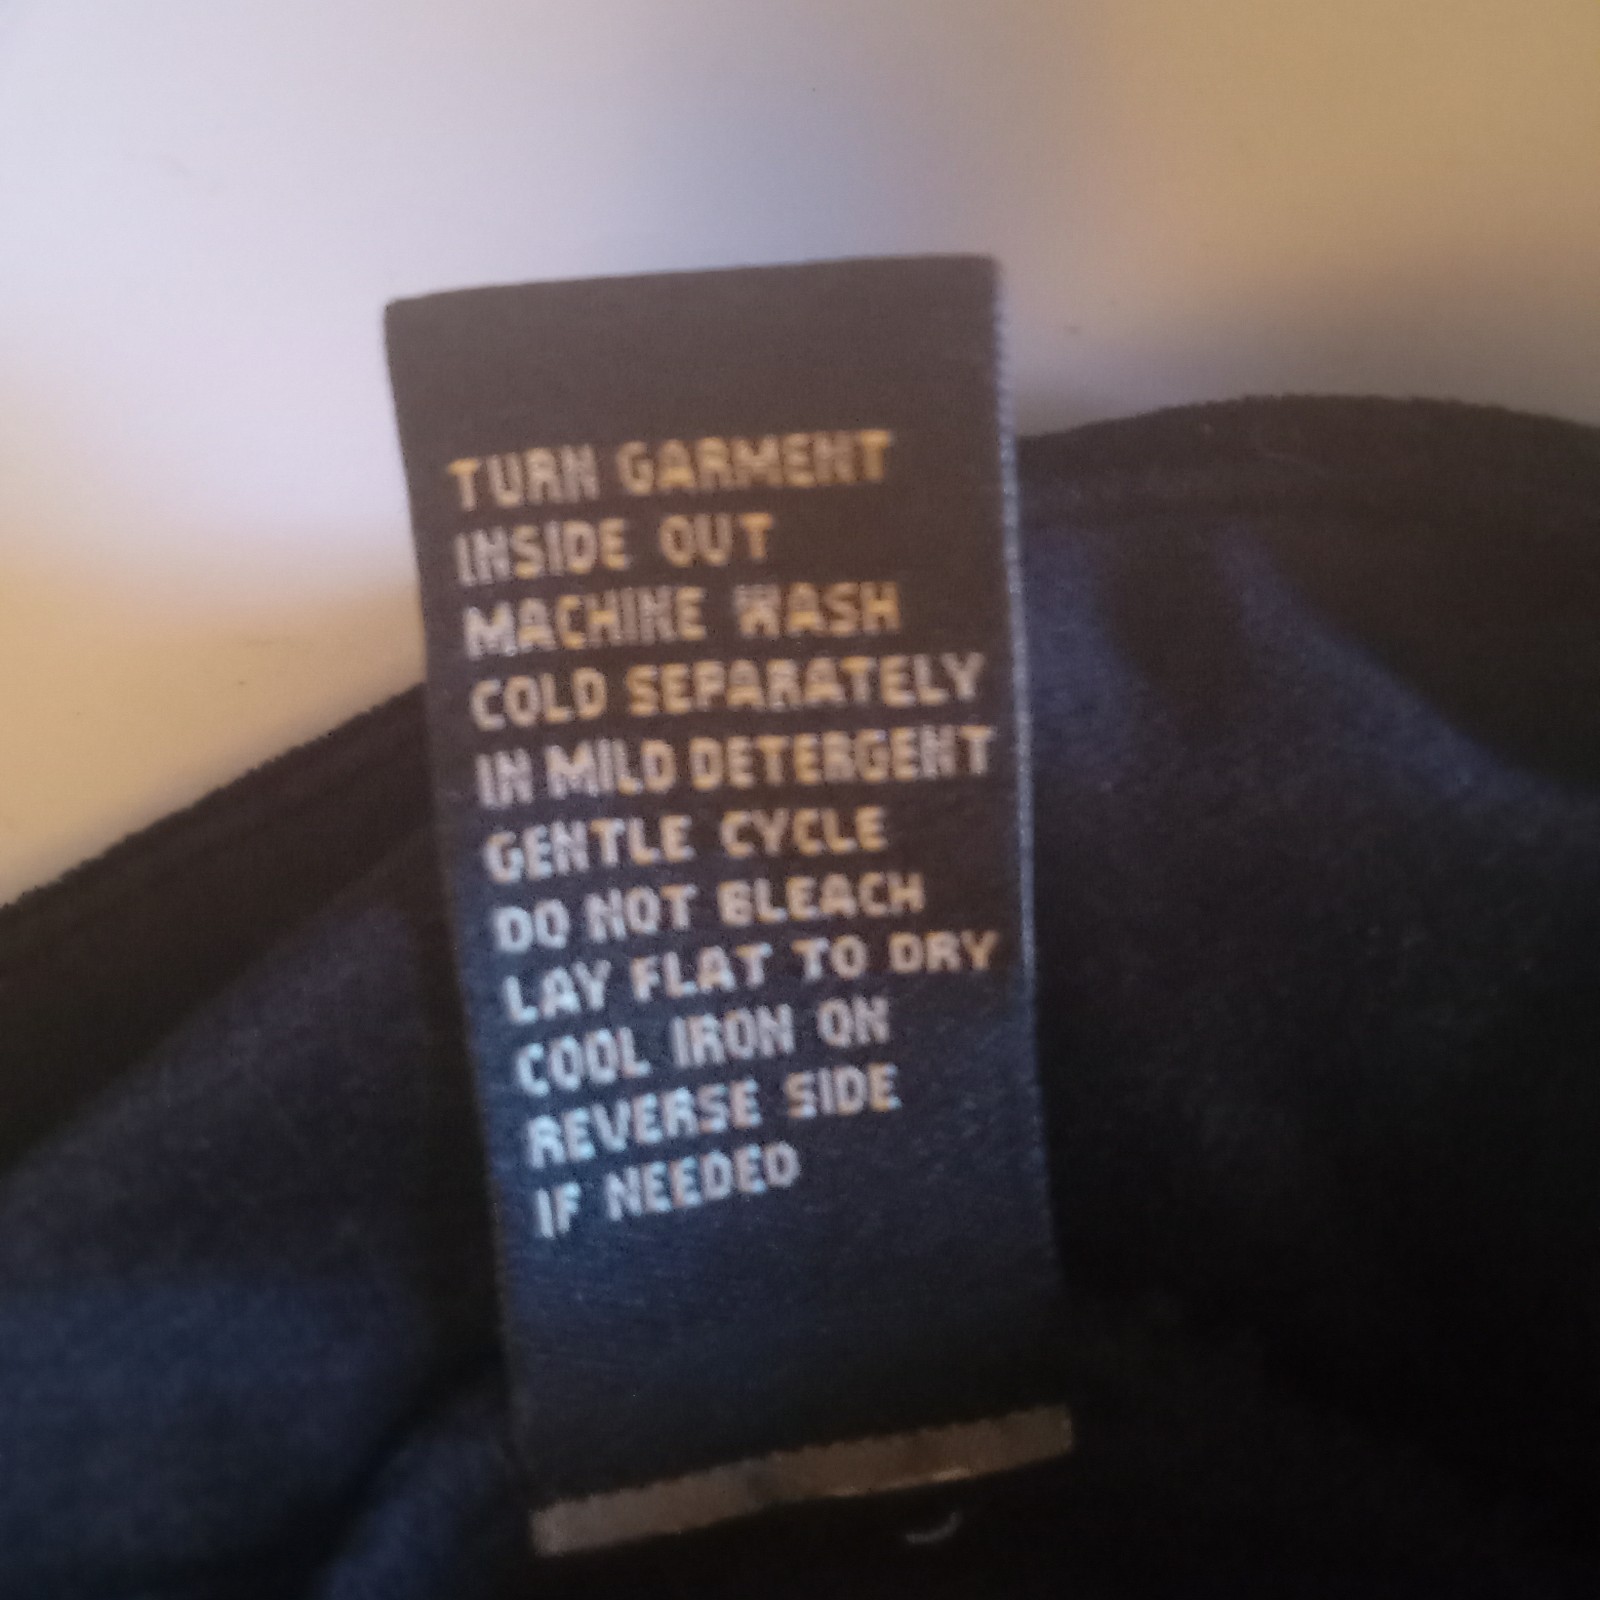 TURN GARMENT
INSIDE OUT
MACHINE WASH
COLD SEPARATELY
IN MILD DETERGENT
GENTLE CYCLE
DO NOT BLEACH
LAY FLAT TO DRY
COOL IRON ON
REVERSE SIDE
IF NEEDED